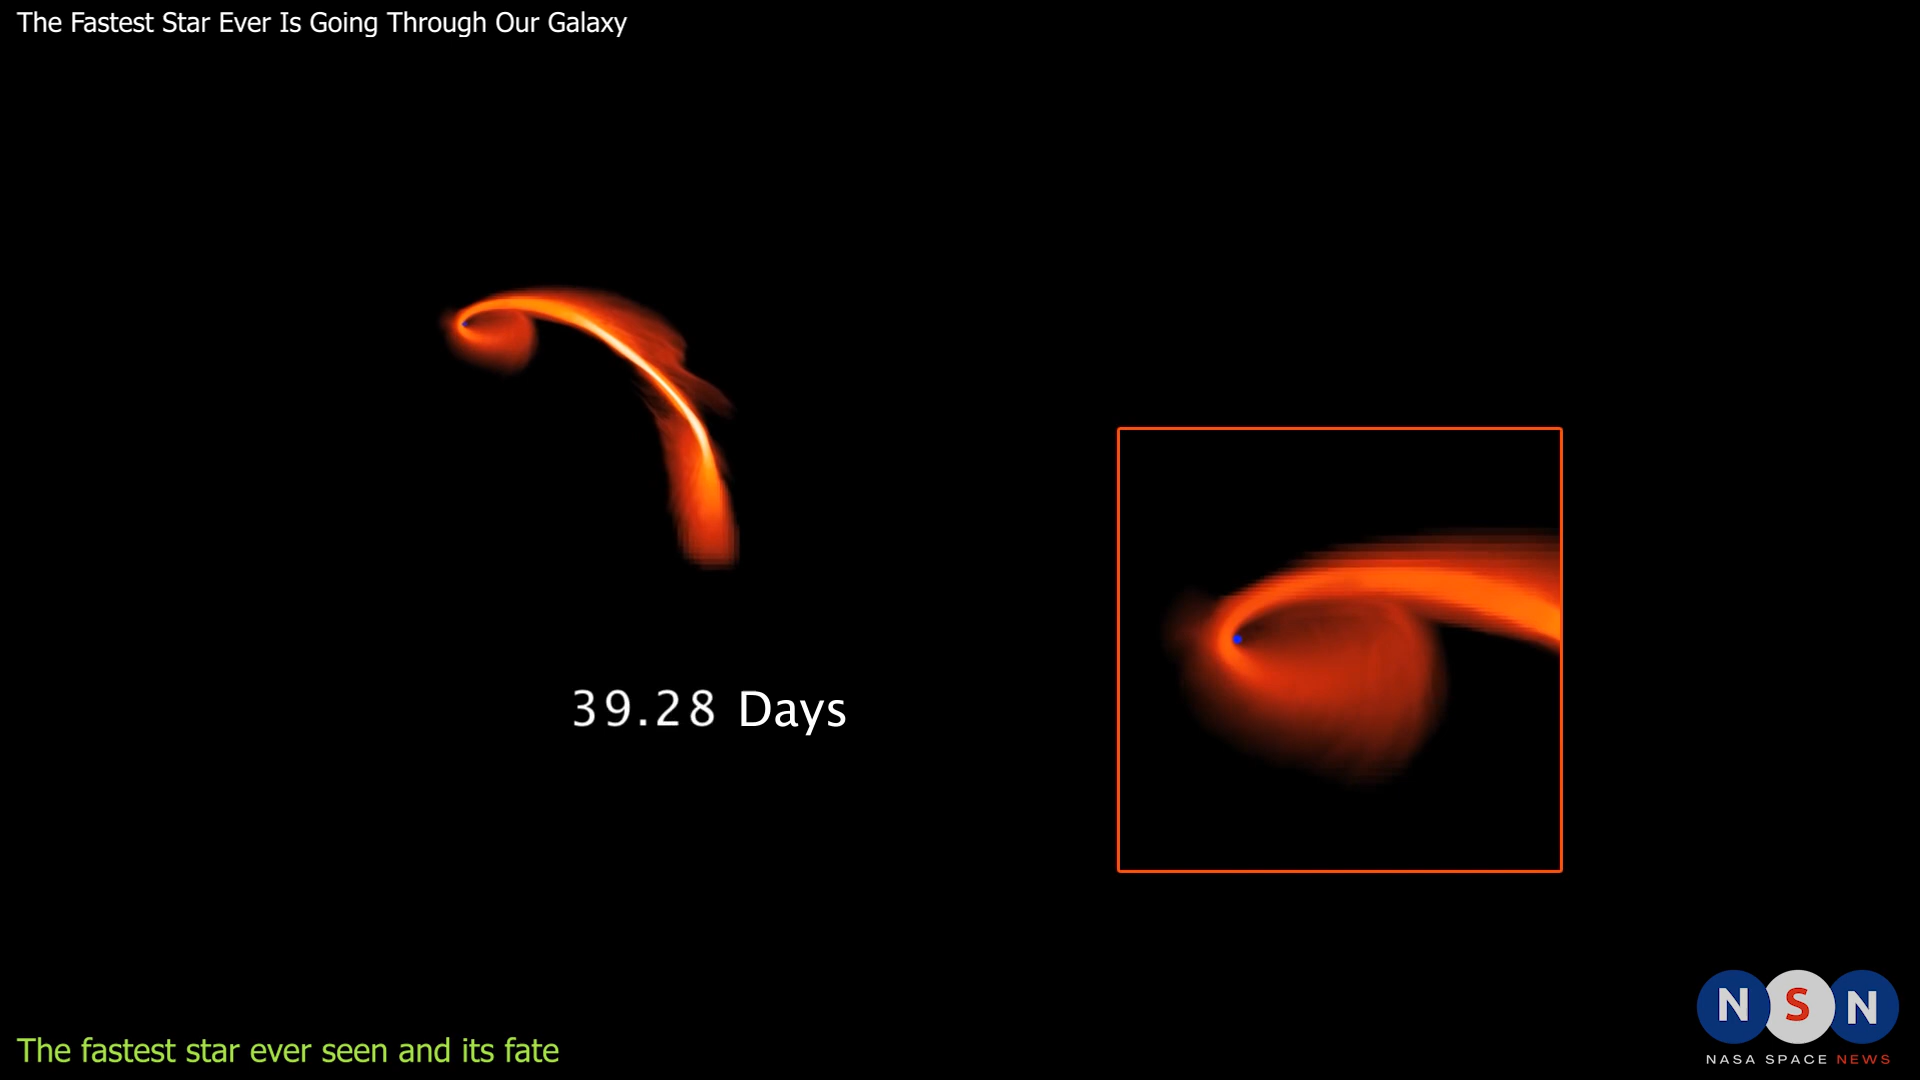 The Fastest Star Ever Is Going Through Our Galaxy
39.28 Days
The fastest star ever seen and its fate
NSN
NASA SPACE NEWS